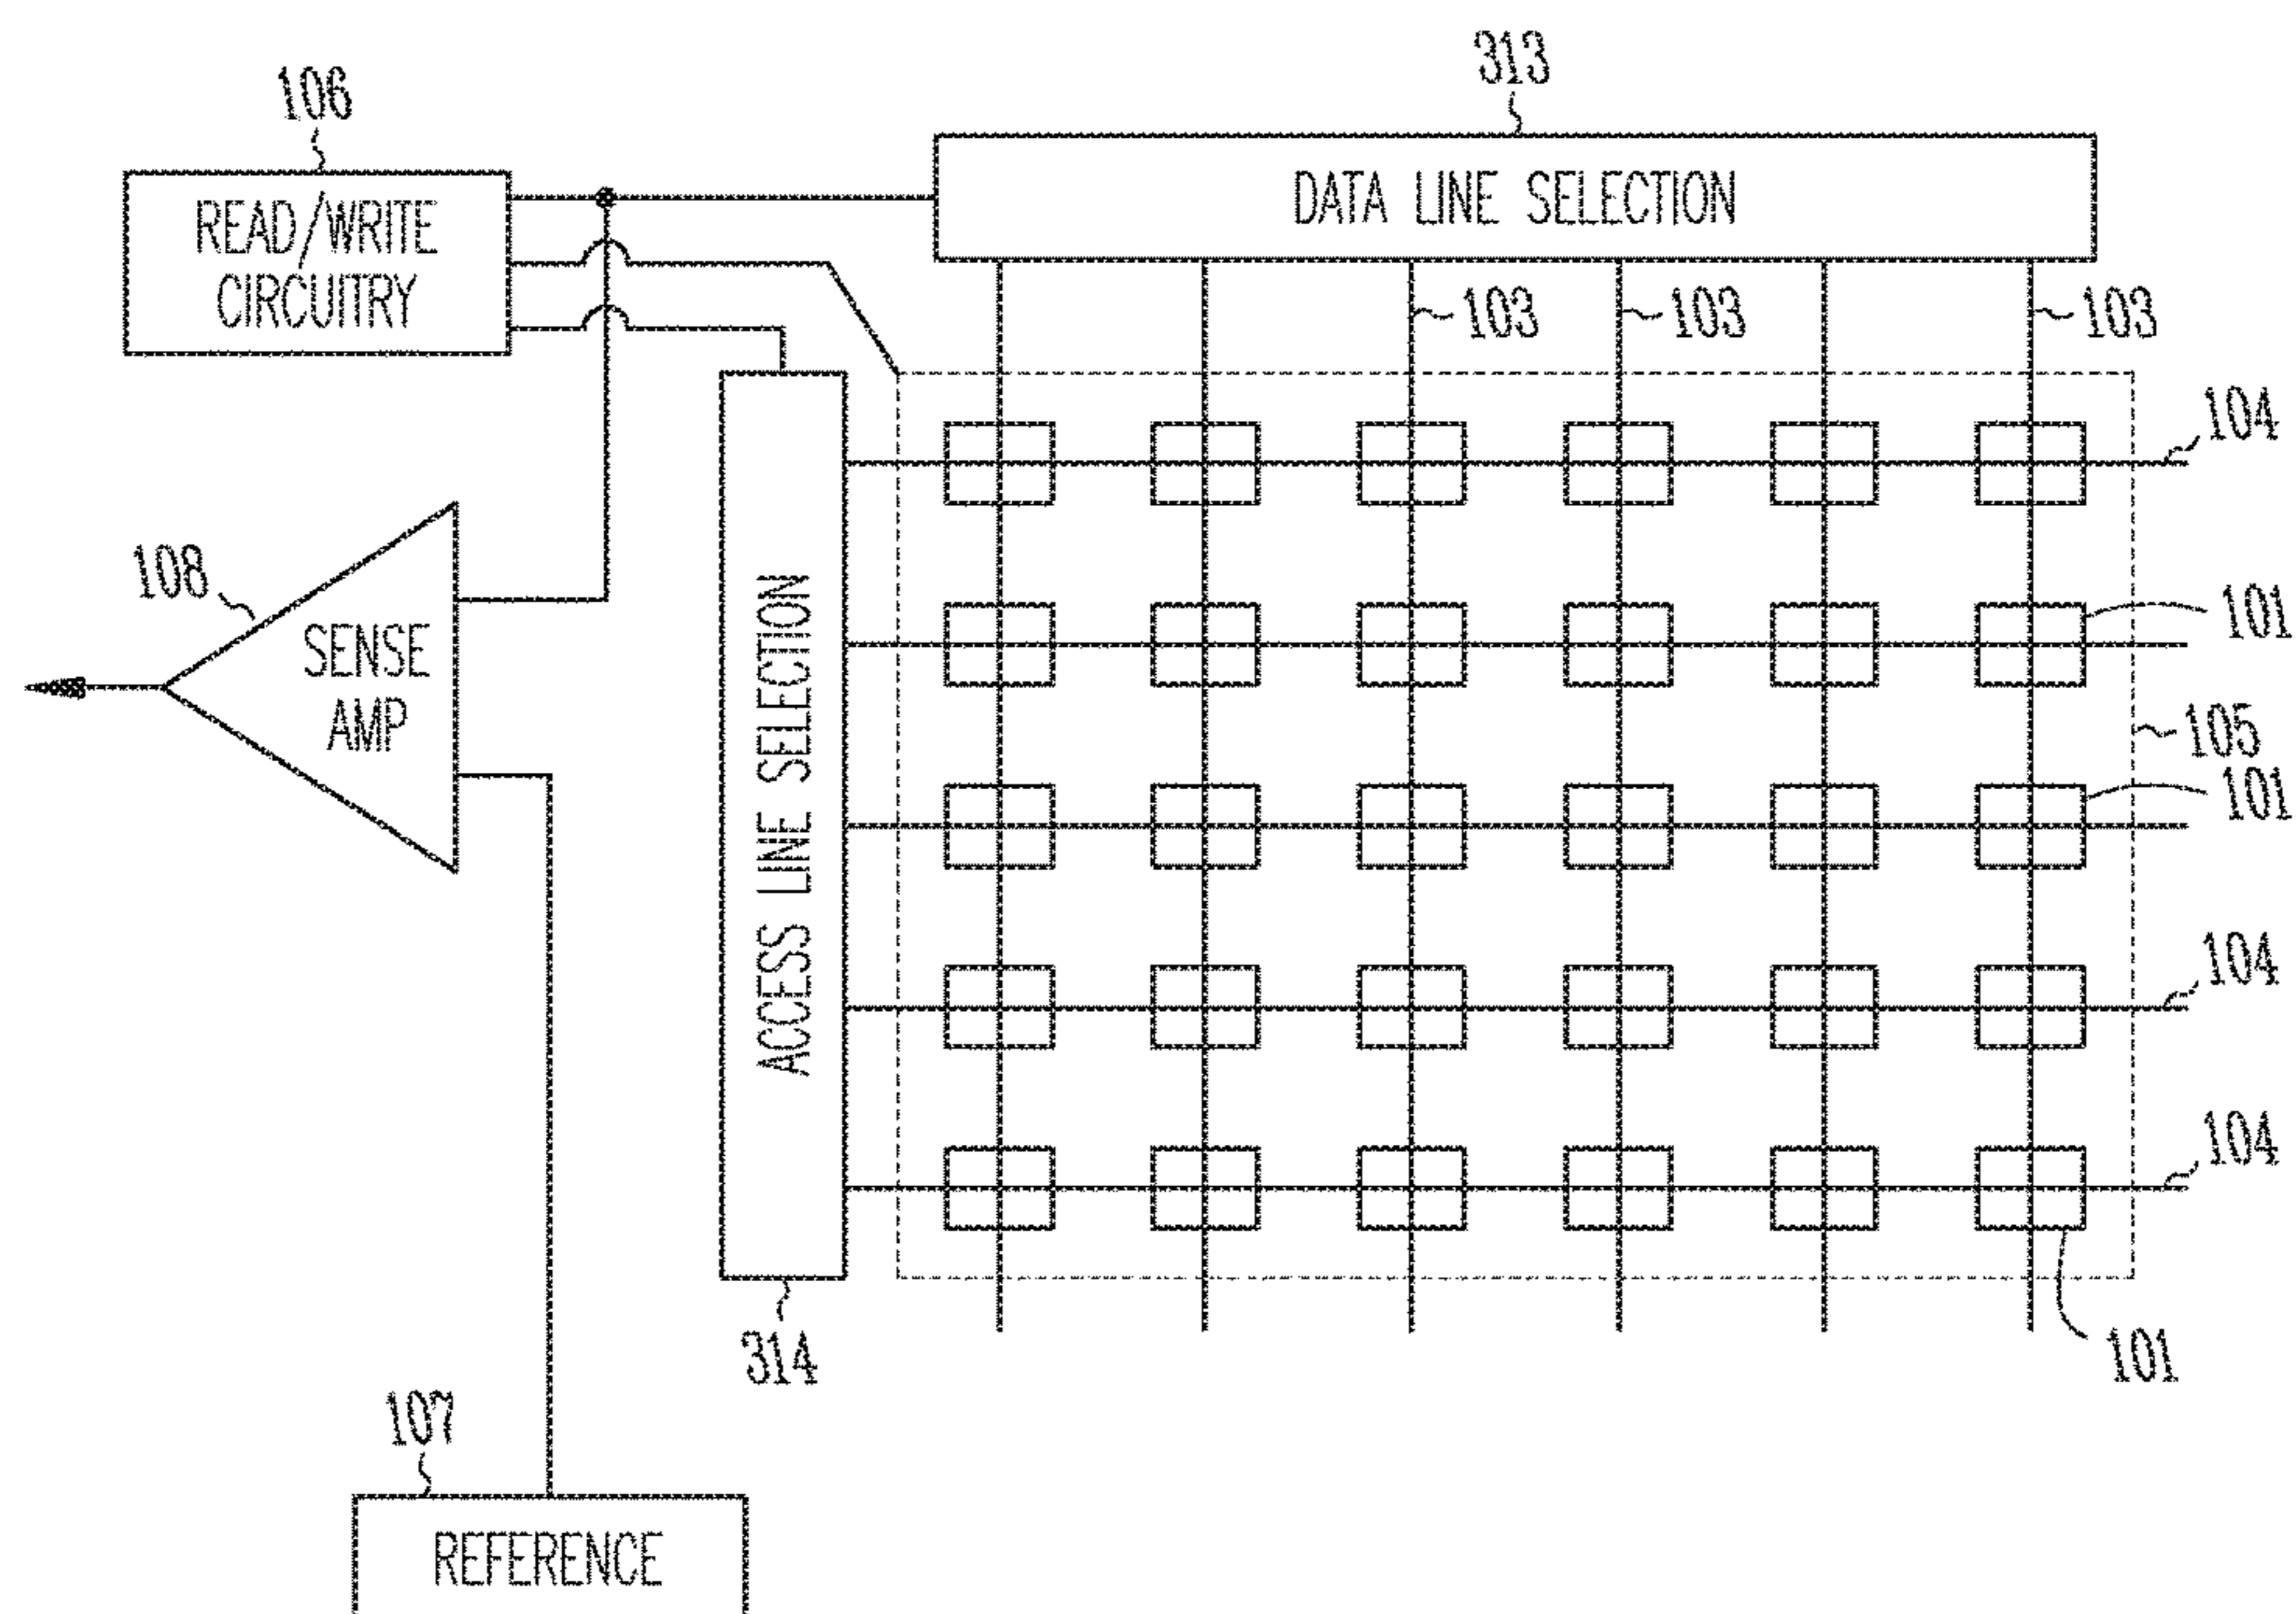 313
106
DATA LINE SELECTION
READ/WRITE
CIRCUITRY
103
103
103
104
108
101
SENSE
AMP
ACCESS LINE SELECTION
105
101
104
104
314
101
107
REFERENCE